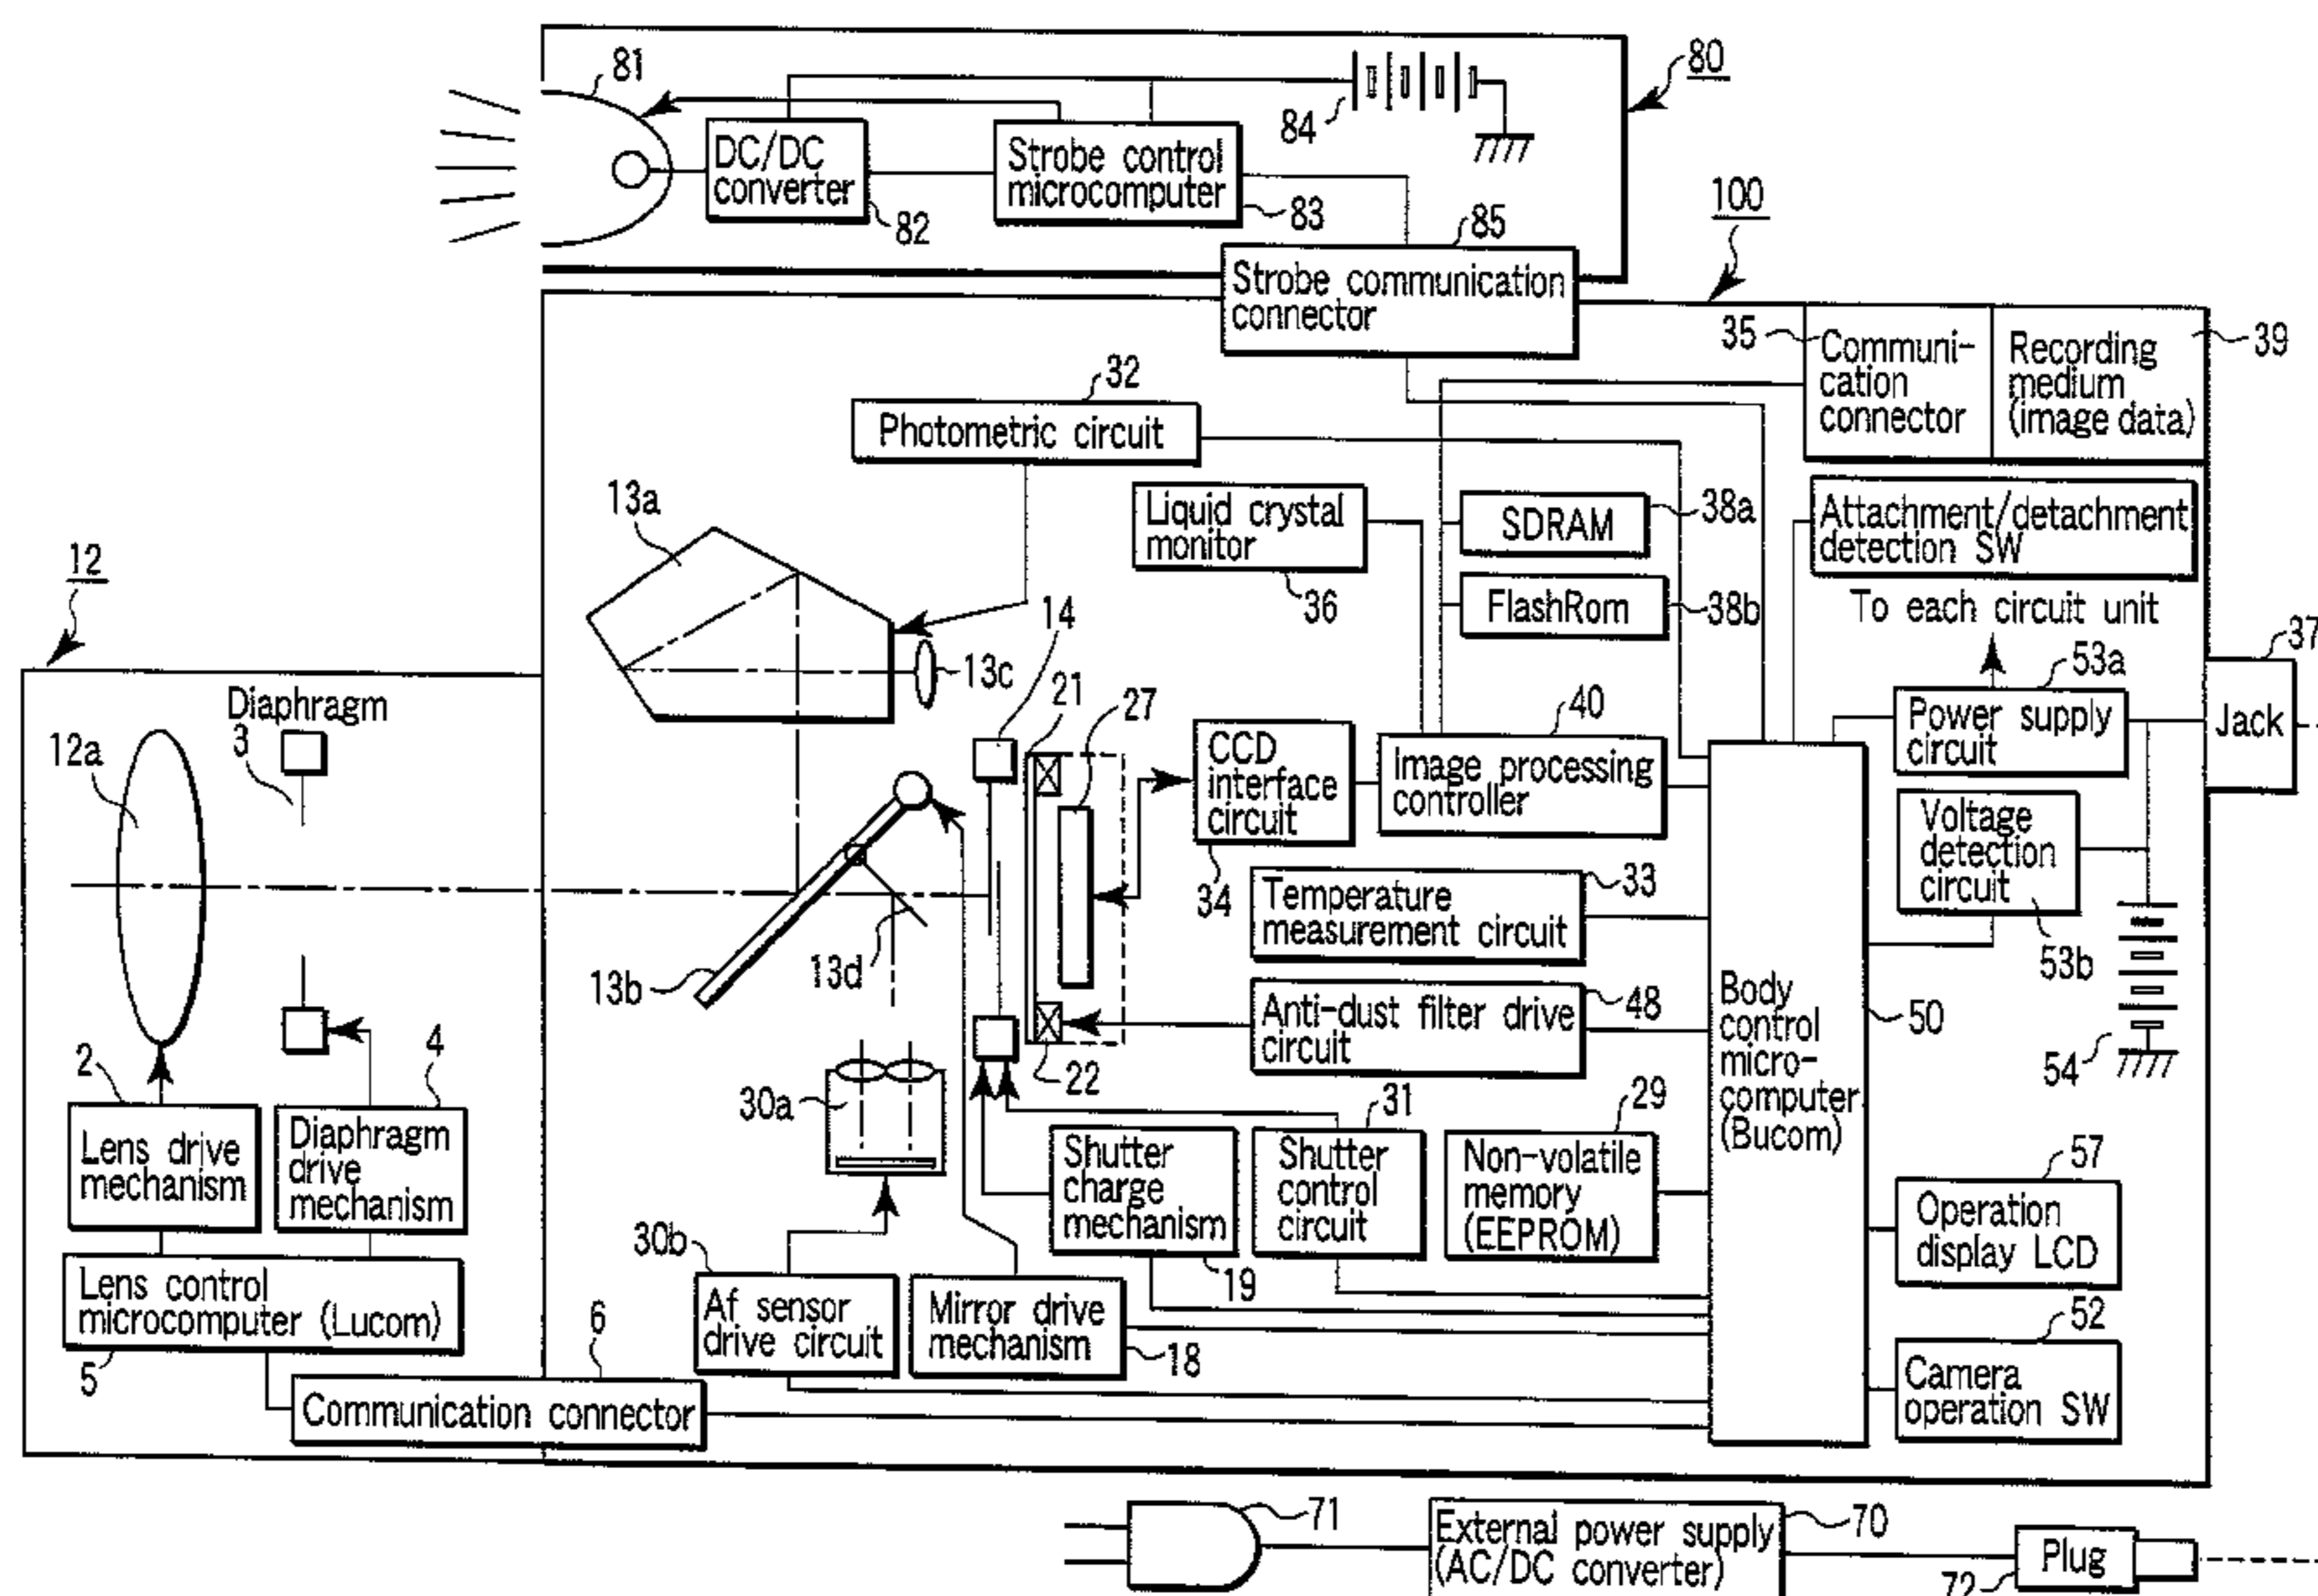 81
80
84
DC/DC
converter
82
Strobe control
microcomputer
83
85
100
Strobe communication
connector
35
Communi-
cation
connector
Recording
medium
(image data)
39
32
Photometric circuit
13a
Liquid crystal
monitor
36
SDRAM
38a
FlashRom
38b
Attachment/detachment
detection SW
To each circuit unit
12
14
13c
21
27
40
53a
37
Diaphragm
3
12a
CCD
interface
circuit
34
Image processing
controller
Power supply
circuit
Jack
Voltage
detection
circuit
53b
33
Temperature
measurement circuit
13b
13d
48
Anti-dust filter drive
circuit
22
Body
control
micro-
computer
(Bucom)
50
54
2
4
30a
31
29
Lens drive
mechanism
Diaphragm
drive
mechanism
Shutter
charge
mechanism
19
Shutter
control
circuit
Non-volatile
memory
(EEPROM)
57
Operation
display LCD
30b
Lens control
microcomputer (Lucom)
5
6
Af sensor
drive circuit
Mirror drive
mechanism
18
52
Camera
operation SW
Communication connector
71
External power supply
(AC/DC converter)
70
Plug
72